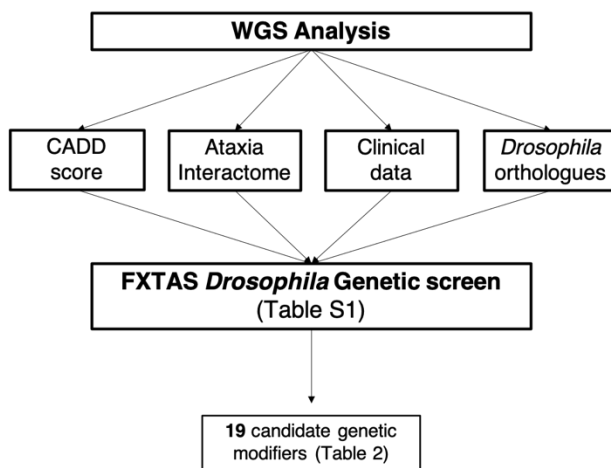 WGS Analysis
CADD
score
Ataxia
Interactome
Clinical
data
Drosophila
orthologues
FXTAS Drosophila Genetic screen
(Table S1)
19 candidate genetic
modifiers (Table 2)